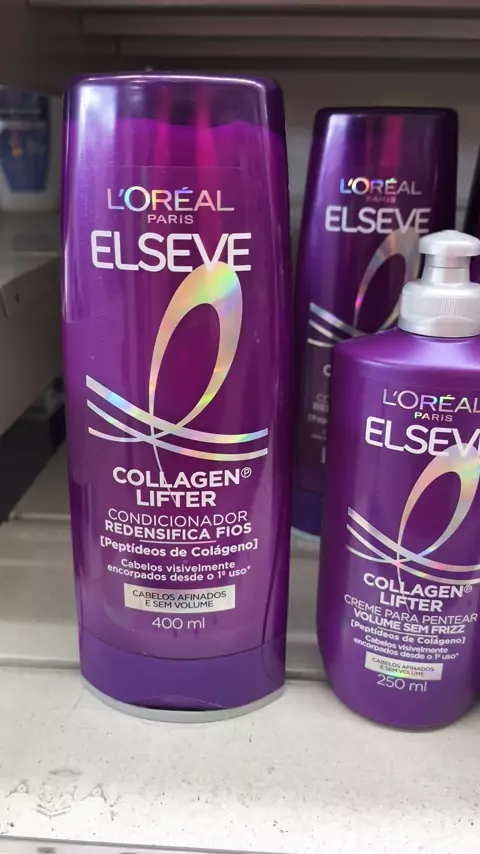 L'ORÉAL
PARIS
ELSEVE
COLLAGEN℗
LIFTER
CONDICIONADOR
REDENSIFICA FIOS
[Peptídeos de Colágeno]
Cabelos visivelmente
encorpados desde o 1º uso*
CABELOS AFINADOS
E SEM VOLUME
400 ml
L'ORÉAL
PARIS
ELSEVE
L'ORÉAL
PARIS
ELSEVE
COLLAGEN℗
LIFTER
CREME PARA PENTEAR
VOLUME SEM FRIZZ
[Peptídeos de Colágeno]
Cabelos visivelmente
encorpados desde o 1º uso*
CABELOS AFINADOS
E SEM VOLUME
250 ml